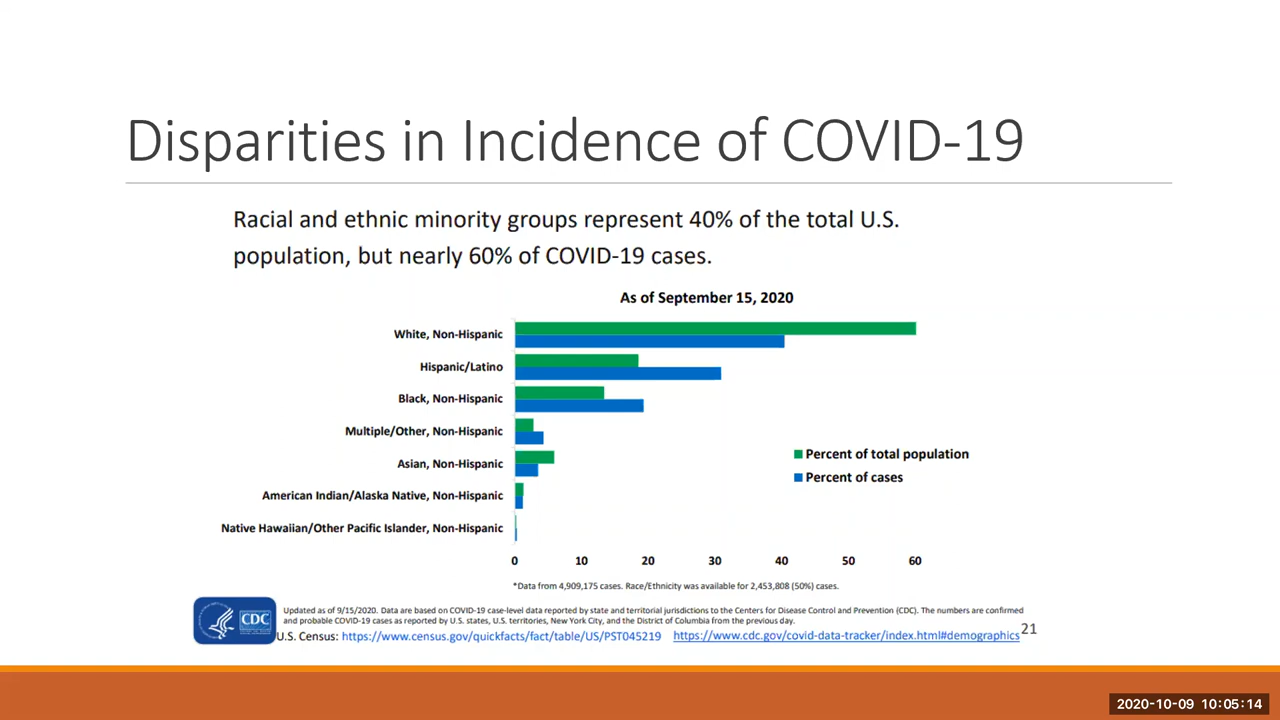 Disparities in Incidence of COVID-19
Racial and ethnic minority groups represent 40% of the total U.S.
population, but nearly 60% of COVID-19 cases.
As of September 15, 2020
White, Non-Hispanic
Hispanic/Latino
Black, Non-Hispanic
Multiple/Other, Non-Hispanic
Asian, Non-Hispanic
American Indian/Alaska Native, Non-Hispanic
Native Hawaiian/Other Pacific Islander, Non-Hispanic
Percent of total population
Percent of cases
0 10 20 30 40 50 60
*Data from 4,909,175 cases. Race/Ethnicity was available for 2,453,808 (50%) cases.
CDC
Updated as of 9/15/2020. Data are based on COVID-19 case-level data reported by state and territorial jurisdictions to the Centers for Disease Control and Prevention (CDC). The numbers are confirmed
and probable COVID-19 cases as reported by U.S. states, U.S. territories, New York City, and the District of Columbia from the previous day.
U.S. Census: https://www.census.gov/quickfacts/fact/table/US/PST045219 https://www.cdc.gov/covid-data-tracker/index.html#demographics
21
2020-10-09 10:05:14